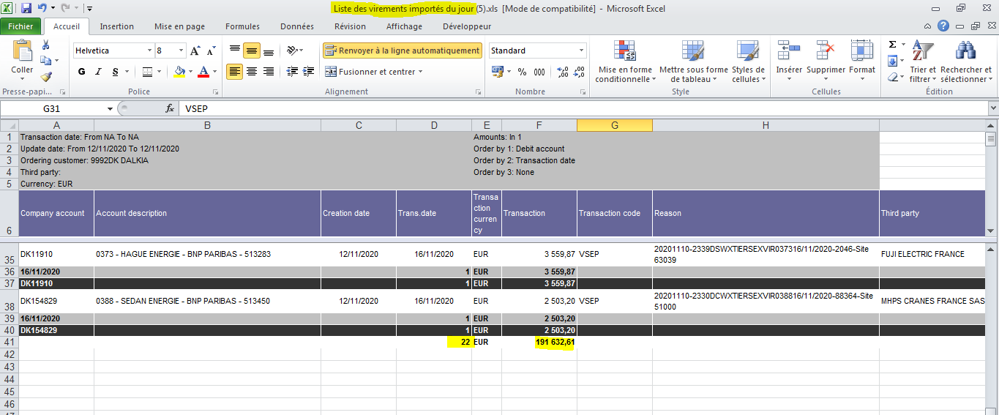 Liste des virements importés du jour (5).xls [Mode de compatibilité] - Microsoft Excel
Fichier Accueil Insertion Mise en page Formules Données Révision Affichage Développeur
Coller
Presse-papi...
Helvetica 8
G I S
Police
Renvoyer à la ligne automatiquement
Fusionner et centrer
Alignement
Standard
% 000
Nombre
Mise en forme conditionnelle
Mettre sous forme de tableau
Styles de cellules
Style
Insérer Supprimer Format
Cellules
Trier et filtrer
Rechercher et sélectionner
Édition
G31 fx VSEP
A B C D E F G H
1 Transaction date: From NA To NA Amounts: In 1
2 Update date: From 12/11/2020 To 12/11/2020 Order by 1: Debit account
3 Ordering customer: 9992DK DALKIA Order by 2: Transaction date
4 Third party: Order by 3: None
5 Currency: EUR
6 Company account Account description Creation date Trans.date Transaction currency Transaction Transaction code Reason Third party
35 DK11910 0373 - HAGUE ENERGIE - BNP PARIBAS - 513283 12/11/2020 16/11/2020 EUR 3 559,87 VSEP 20201110-2339DSWXTIERSEXVIR037316/11/2020-2046-Site 63039 FUJI ELECTRIC FRANCE
36 16/11/2020 1 EUR 3 559,87
37 DK11910 1 EUR 3 559,87
38 DK154829 0388 - SEDAN ENERGIE - BNP PARIBAS - 513450 12/11/2020 16/11/2020 EUR 2 503,20 VSEP 20201110-2330DCWXTIERSEXVIR038816/11/2020-88364-Site 51000 MHPS CRANES FRANCE SAS
39 16/11/2020 1 EUR 2 503,20
40 DK154829 1 EUR 2 503,20
41 22 EUR 191 632,61
42
43
44
45
46